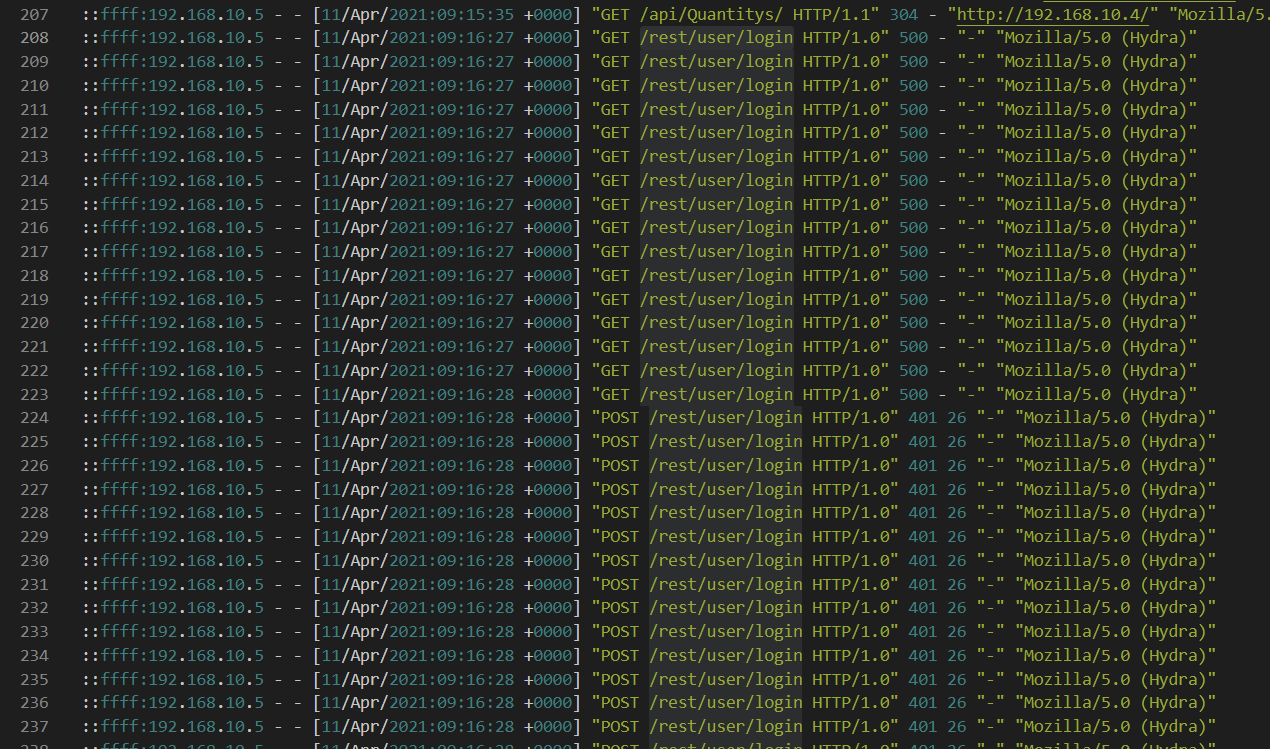 207 ::ffff:192.168.10.5 - - [11/Apr/2021:09:15:35 +0000] "GET /api/Quantitys/ HTTP/1.1" 304 - "http://192.168.10.4/" "Mozilla/5.
208 ::ffff:192.168.10.5 - - [11/Apr/2021:09:16:27 +0000] "GET /rest/user/login HTTP/1.0" 500 - "-" "Mozilla/5.0 (Hydra)"
209 ::ffff:192.168.10.5 - - [11/Apr/2021:09:16:27 +0000] "GET /rest/user/login HTTP/1.0" 500 - "-" "Mozilla/5.0 (Hydra)"
210 ::ffff:192.168.10.5 - - [11/Apr/2021:09:16:27 +0000] "GET /rest/user/login HTTP/1.0" 500 - "-" "Mozilla/5.0 (Hydra)"
211 ::ffff:192.168.10.5 - - [11/Apr/2021:09:16:27 +0000] "GET /rest/user/login HTTP/1.0" 500 - "-" "Mozilla/5.0 (Hydra)"
212 ::ffff:192.168.10.5 - - [11/Apr/2021:09:16:27 +0000] "GET /rest/user/login HTTP/1.0" 500 - "-" "Mozilla/5.0 (Hydra)"
213 ::ffff:192.168.10.5 - - [11/Apr/2021:09:16:27 +0000] "GET /rest/user/login HTTP/1.0" 500 - "-" "Mozilla/5.0 (Hydra)"
214 ::ffff:192.168.10.5 - - [11/Apr/2021:09:16:27 +0000] "GET /rest/user/login HTTP/1.0" 500 - "-" "Mozilla/5.0 (Hydra)"
215 ::ffff:192.168.10.5 - - [11/Apr/2021:09:16:27 +0000] "GET /rest/user/login HTTP/1.0" 500 - "-" "Mozilla/5.0 (Hydra)"
216 ::ffff:192.168.10.5 - - [11/Apr/2021:09:16:27 +0000] "GET /rest/user/login HTTP/1.0" 500 - "-" "Mozilla/5.0 (Hydra)"
217 ::ffff:192.168.10.5 - - [11/Apr/2021:09:16:27 +0000] "GET /rest/user/login HTTP/1.0" 500 - "-" "Mozilla/5.0 (Hydra)"
218 ::ffff:192.168.10.5 - - [11/Apr/2021:09:16:27 +0000] "GET /rest/user/login HTTP/1.0" 500 - "-" "Mozilla/5.0 (Hydra)"
219 ::ffff:192.168.10.5 - - [11/Apr/2021:09:16:27 +0000] "GET /rest/user/login HTTP/1.0" 500 - "-" "Mozilla/5.0 (Hydra)"
220 ::ffff:192.168.10.5 - - [11/Apr/2021:09:16:27 +0000] "GET /rest/user/login HTTP/1.0" 500 - "-" "Mozilla/5.0 (Hydra)"
221 ::ffff:192.168.10.5 - - [11/Apr/2021:09:16:27 +0000] "GET /rest/user/login HTTP/1.0" 500 - "-" "Mozilla/5.0 (Hydra)"
222 ::ffff:192.168.10.5 - - [11/Apr/2021:09:16:27 +0000] "GET /rest/user/login HTTP/1.0" 500 - "-" "Mozilla/5.0 (Hydra)"
223 ::ffff:192.168.10.5 - - [11/Apr/2021:09:16:28 +0000] "GET /rest/user/login HTTP/1.0" 500 - "-" "Mozilla/5.0 (Hydra)"
224 ::ffff:192.168.10.5 - - [11/Apr/2021:09:16:28 +0000] "POST /rest/user/login HTTP/1.0" 401 26 "-" "Mozilla/5.0 (Hydra)"
225 ::ffff:192.168.10.5 - - [11/Apr/2021:09:16:28 +0000] "POST /rest/user/login HTTP/1.0" 401 26 "-" "Mozilla/5.0 (Hydra)"
226 ::ffff:192.168.10.5 - - [11/Apr/2021:09:16:28 +0000] "POST /rest/user/login HTTP/1.0" 401 26 "-" "Mozilla/5.0 (Hydra)"
227 ::ffff:192.168.10.5 - - [11/Apr/2021:09:16:28 +0000] "POST /rest/user/login HTTP/1.0" 401 26 "-" "Mozilla/5.0 (Hydra)"
228 ::ffff:192.168.10.5 - - [11/Apr/2021:09:16:28 +0000] "POST /rest/user/login HTTP/1.0" 401 26 "-" "Mozilla/5.0 (Hydra)"
229 ::ffff:192.168.10.5 - - [11/Apr/2021:09:16:28 +0000] "POST /rest/user/login HTTP/1.0" 401 26 "-" "Mozilla/5.0 (Hydra)"
230 ::ffff:192.168.10.5 - - [11/Apr/2021:09:16:28 +0000] "POST /rest/user/login HTTP/1.0" 401 26 "-" "Mozilla/5.0 (Hydra)"
231 ::ffff:192.168.10.5 - - [11/Apr/2021:09:16:28 +0000] "POST /rest/user/login HTTP/1.0" 401 26 "-" "Mozilla/5.0 (Hydra)"
232 ::ffff:192.168.10.5 - - [11/Apr/2021:09:16:28 +0000] "POST /rest/user/login HTTP/1.0" 401 26 "-" "Mozilla/5.0 (Hydra)"
233 ::ffff:192.168.10.5 - - [11/Apr/2021:09:16:28 +0000] "POST /rest/user/login HTTP/1.0" 401 26 "-" "Mozilla/5.0 (Hydra)"
234 ::ffff:192.168.10.5 - - [11/Apr/2021:09:16:28 +0000] "POST /rest/user/login HTTP/1.0" 401 26 "-" "Mozilla/5.0 (Hydra)"
235 ::ffff:192.168.10.5 - - [11/Apr/2021:09:16:28 +0000] "POST /rest/user/login HTTP/1.0" 401 26 "-" "Mozilla/5.0 (Hydra)"
236 ::ffff:192.168.10.5 - - [11/Apr/2021:09:16:28 +0000] "POST /rest/user/login HTTP/1.0" 401 26 "-" "Mozilla/5.0 (Hydra)"
237 ::ffff:192.168.10.5 - - [11/Apr/2021:09:16:28 +0000] "POST /rest/user/login HTTP/1.0" 401 26 "-" "Mozilla/5.0 (Hydra)"